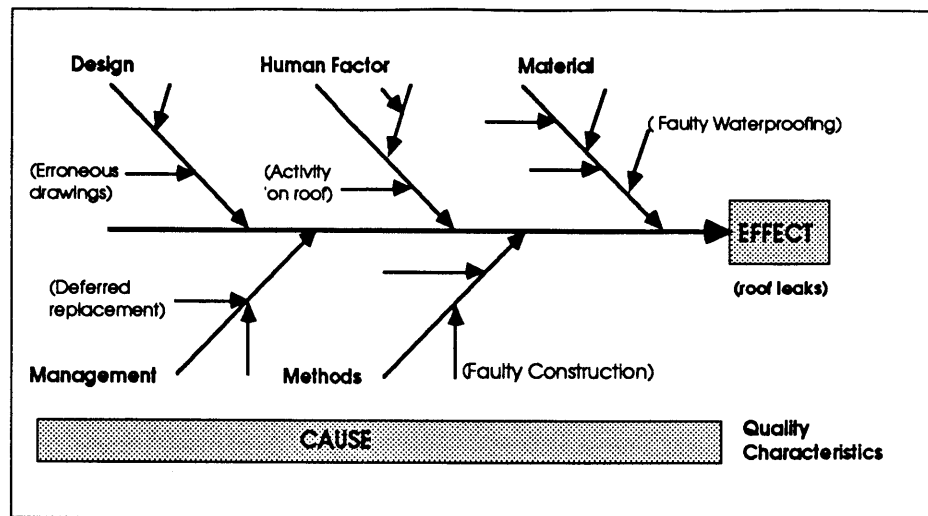 Design
Human Factor
Material
(Faulty Waterproofing)
(Erroneous
drawings)
(Activity
'on roof)
EFFECT
(roof leaks)
(Deferred
replacement)
Management
Methods
(Faulty Construction)
CAUSE
Quality
Characteristics